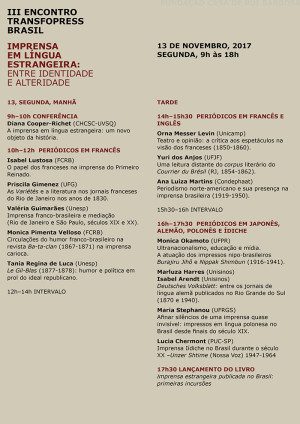 FUNDAÇÃO CASA DE RUI BARBOSA
III ENCONTRO
TRANSFOPRESS
BRASIL
IMPRENSA
EM LÍNGUA
ESTRANGEIRA:
ENTRE IDENTIDADE
E ALTERIDADE
13 DE NOVEMBRO, 2017
SEGUNDA, 9h às 18h
13, SEGUNDA, MANHÃ
9h–10h CONFERÊNCIA
Diana Cooper-Richet (CHCSC-UVSQ)
A imprensa em língua estrangeira: um novo
objeto da história.
10h–12h PERIÓDICOS EM FRANCÊS
Isabel Lustosa (FCRB)
O papel dos franceses na imprensa do Primeiro
Reinado.
Priscila Gimenez (UFG)
As Variétés e a literatura nos jornais franceses
do Rio de Janeiro nos anos de 1830.
Valéria Guimarães (Unesp)
Imprensa franco-brasileira e mediação
(Rio de Janeiro e São Paulo, séculos XIX e XX).
Monica Pimenta Velloso (FCRB)
Circulações do humor franco-brasileiro na
revista Ba-ta-clan (1867-1871) na imprensa
carioca.
Tania Regina de Luca (Unesp)
Le Gil-Blas (1877-1878): humor e política em
prol do ideal republicano.
12h–14h INTERVALO
TARDE
14h–15h30 PERIÓDICOS EM FRANCÊS E
INGLÊS
Orna Messer Levin (Unicamp)
Teatro e opinião: a crítica aos espetáculos na
visão dos franceses (1850-1860).
Yuri dos Anjos (UFJF)
Uma leitura distante do corpus literário do
Courrier du Brésil (RJ, 1854-1862).
Ana Luiza Martins (Condephaat)
Periodismo norte-americano e sua presença na
imprensa brasileira (1919-1950).
15h30–16h INTERVALO
16h–17h30 PERIÓDICOS EM JAPONÊS,
ALEMÃO, POLONÊS E ÍDICHE
Monica Okamoto (UFPR)
Ultranacionalismo, educação e mídia.
A atuação dos impressos nipo-brasileiros
Burajiru Jihô e Nippak Shimbun (1916-1941).
Marluza Harres (Unisinos)
Isabel Arendt (Unisinos)
Deutsches Volksblatt: entre os jornais de
língua alemã publicados no Rio Grande do Sul
(1870 e 1940).
Maria Stephanou (UFRGS)
Afinar silêncios de uma imprensa quase
invisível: impressos em língua polonesa no
Brasil desde finais do século XIX.
Lucia Chermont (PUC-SP)
Imprensa Ídiche no Brasil durante o século
XX –Unzer Shtime (Nossa Voz) 1947-1964
17h30 LANÇAMENTO DO LIVRO
Imprensa estrangeira publicada no Brasil:
primeiras incursões